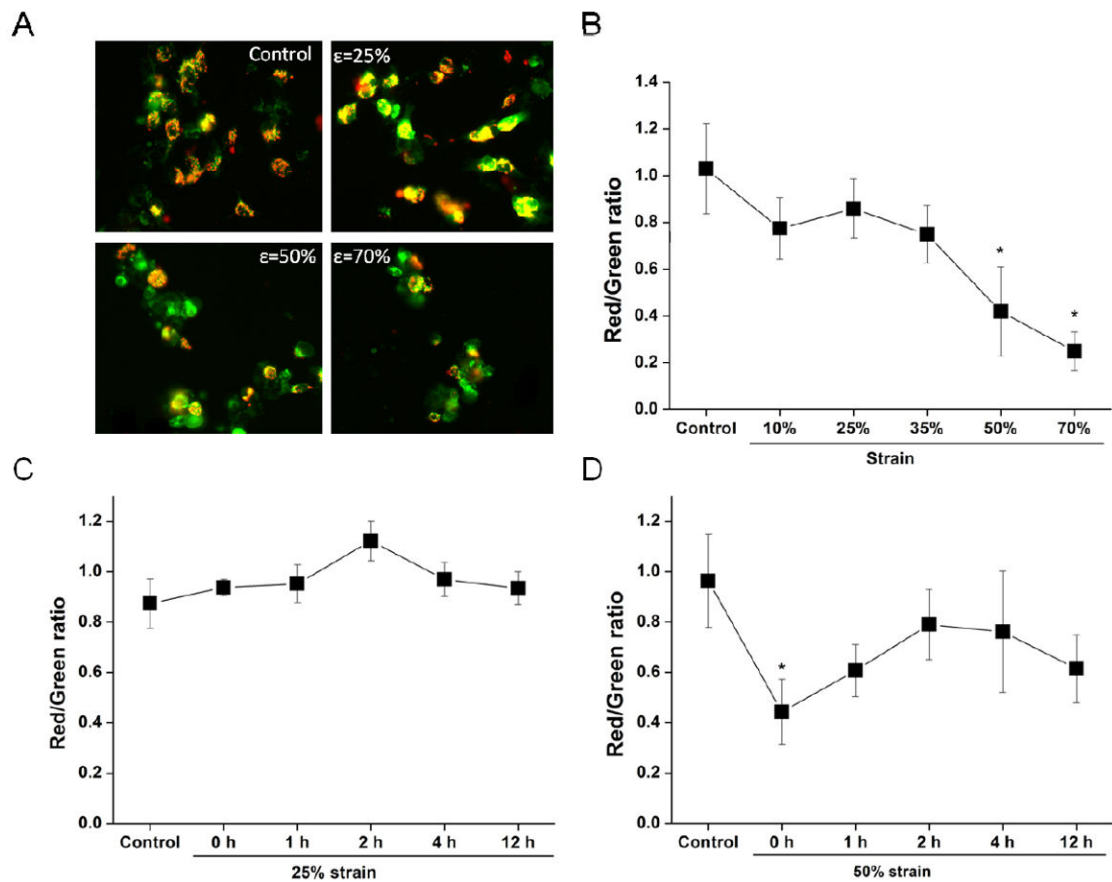 A
Control
ε=25%
ε=50%
ε=70%
B
Red/Green ratio
1.4
1.2
1.0
0.8
0.6
0.4
0.2
0.0
*
*
Control 10% 25% 35% 50% 70%
Strain
C
Red/Green ratio
1.2
1.0
0.8
0.6
0.4
0.2
0.0
Control 0 h 1 h 2 h 4 h 12 h
25% strain
D
Red/Green ratio
1.2
1.0
0.8
0.6
0.4
0.2
0.0
*
Control 0 h 1 h 2 h 4 h 12 h
50% strain